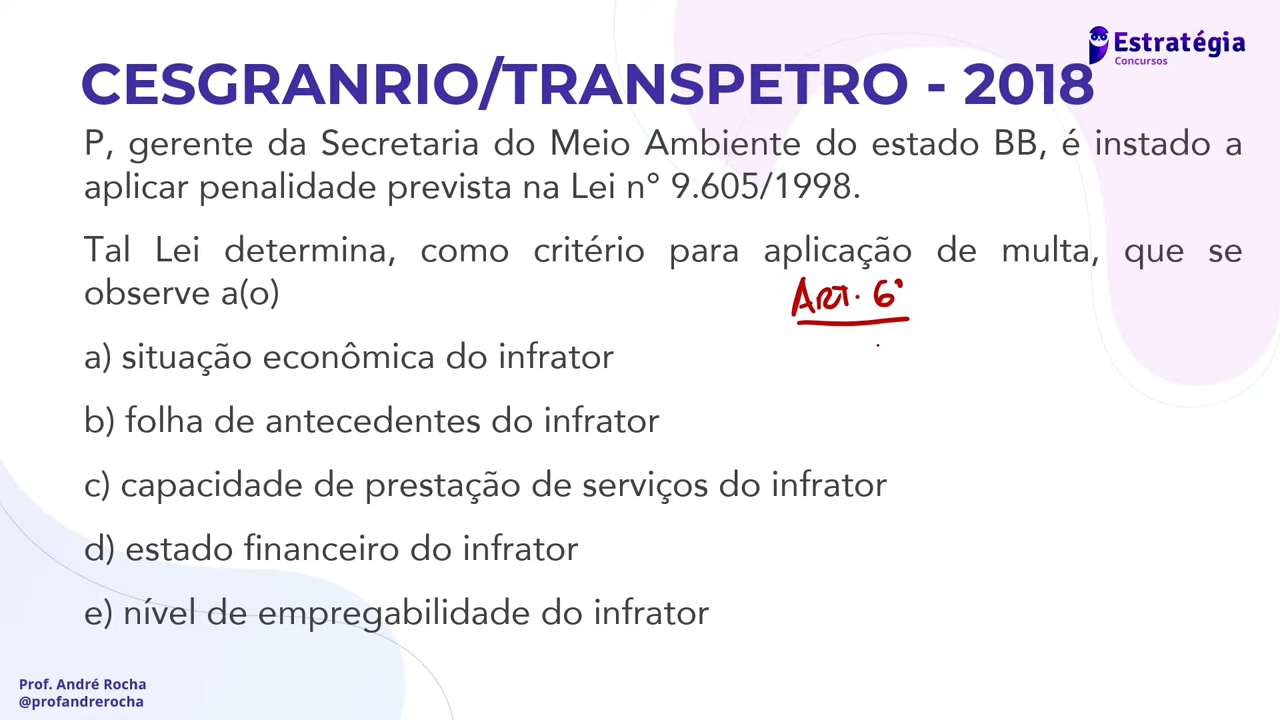 Estratégia
Concursos
CESGRANRIO/TRANSPETRO - 2018
P, gerente da Secretaria do Meio Ambiente do estado BB, é instado a
aplicar penalidade prevista na Lei n° 9.605/1998.
Tal Lei determina, como critério para aplicação de multa, que se
observe a(o)
ART. 6º
a) situação econômica do infrator
b) folha de antecedentes do infrator
c) capacidade de prestação de serviços do infrator
d) estado financeiro do infrator
e) nível de empregabilidade do infrator
Prof. André Rocha
@profandrerocha